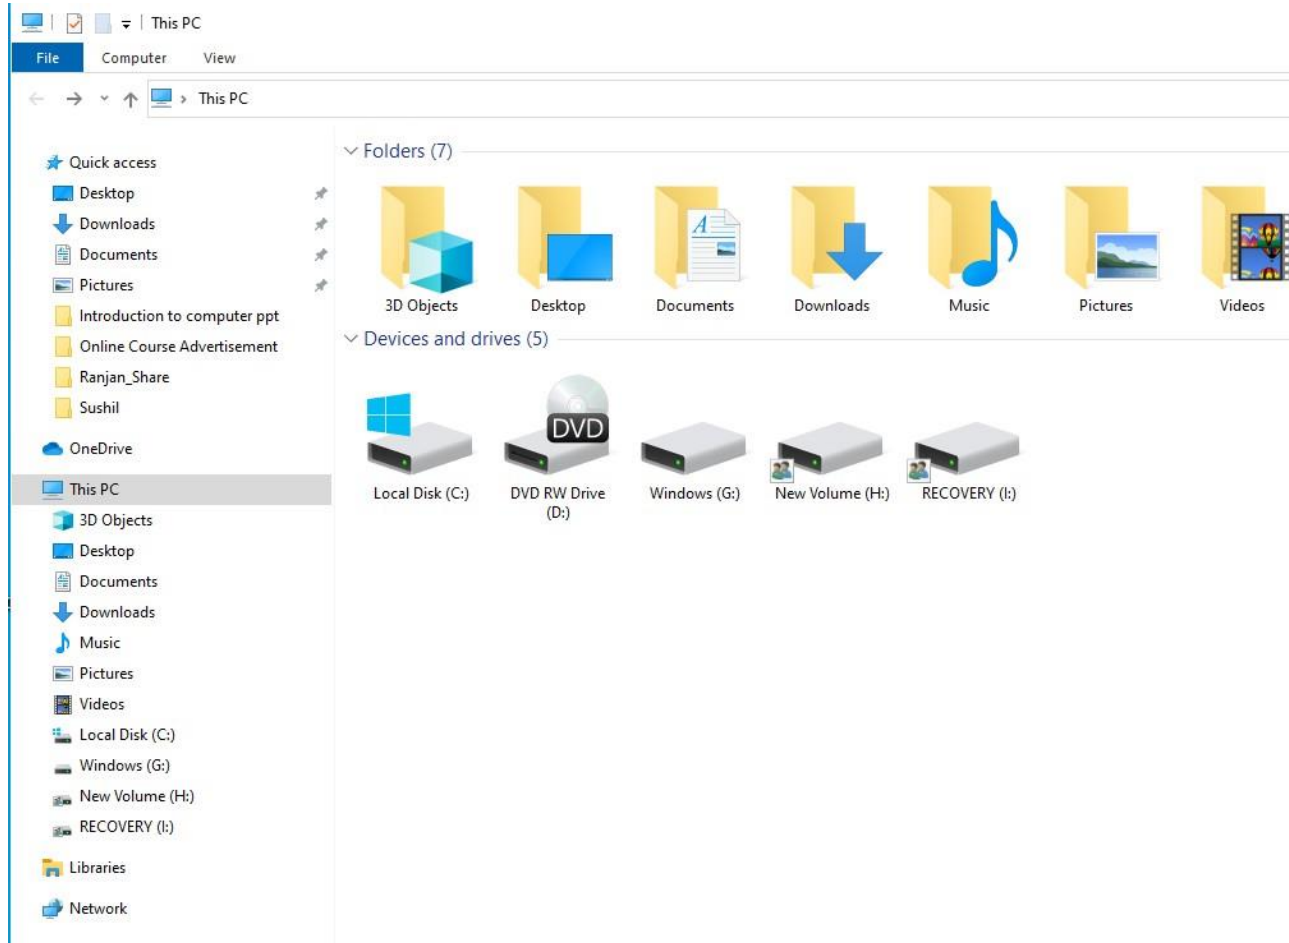 This PC
File Computer View
This PC
Quick access
Desktop
Downloads
Documents
Pictures
Introduction to computer ppt
Online Course Advertisement
Ranjan_Share
Sushil
OneDrive
This PC
3D Objects
Desktop
Documents
Downloads
Music
Pictures
Videos
Local Disk (C:)
Windows (G:)
New Volume (H:)
RECOVERY (I:)
Libraries
Network
Folders (7)
3D Objects Desktop Documents Downloads Music Pictures Videos
Devices and drives (5)
DVD
Local Disk (C:) DVD RW Drive Windows (G:) New Volume (H:) RECOVERY (I:)
(D:)